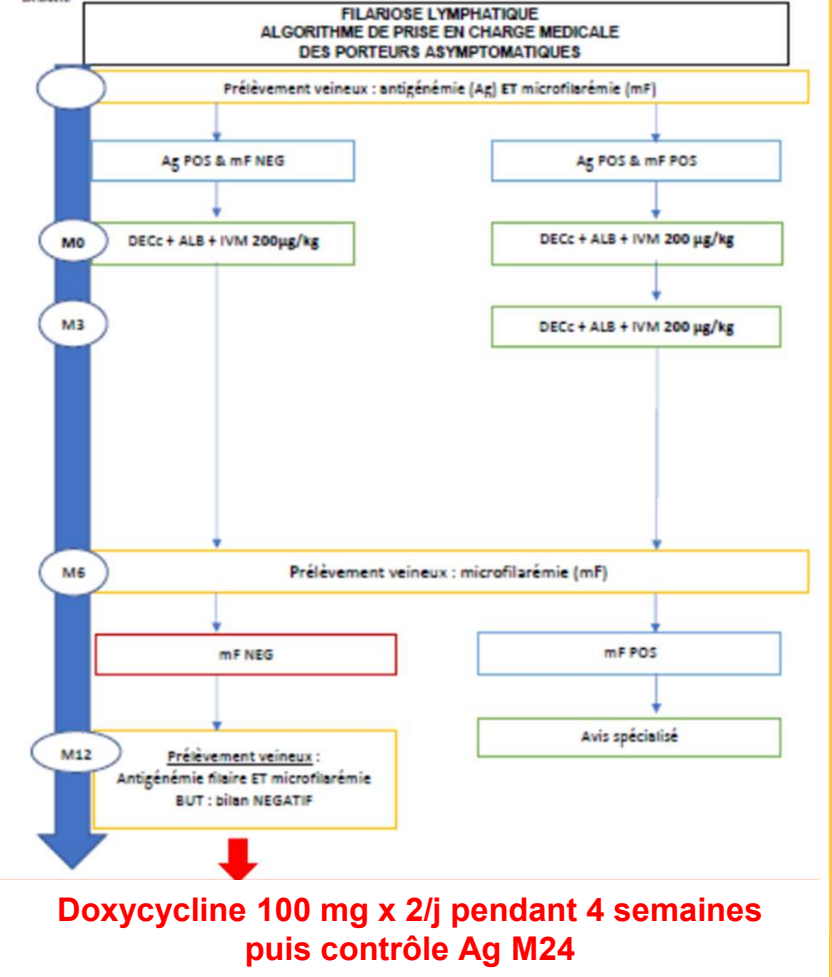 FILARIOSE LYMPHATIQUE
ALGORITHME DE PRISE EN CHARGE MEDICALE
DES PORTEURS ASYMPTOMATIQUES
Prélèvement veineux : antigénémie (Ag) ET microfilarémie (mF)
Ag POS & mF NEG
Ag POS & mF POS
M0
DECc + ALB + IVM 200µg/kg
DECc + ALB + IVM 200 µg/kg
M3
DECc + ALB + IVM 200 µg/kg
M6
Prélèvement veineux : microfilarémie (mF)
mF NEG
mF POS
Avis spécialisé
M12
Prélèvement veineux :
Antigénémie filaire ET microfilarémie
BUT : bilan NEGATIF
Doxycycline 100 mg x 2/j pendant 4 semaines
puis contrôle Ag M24